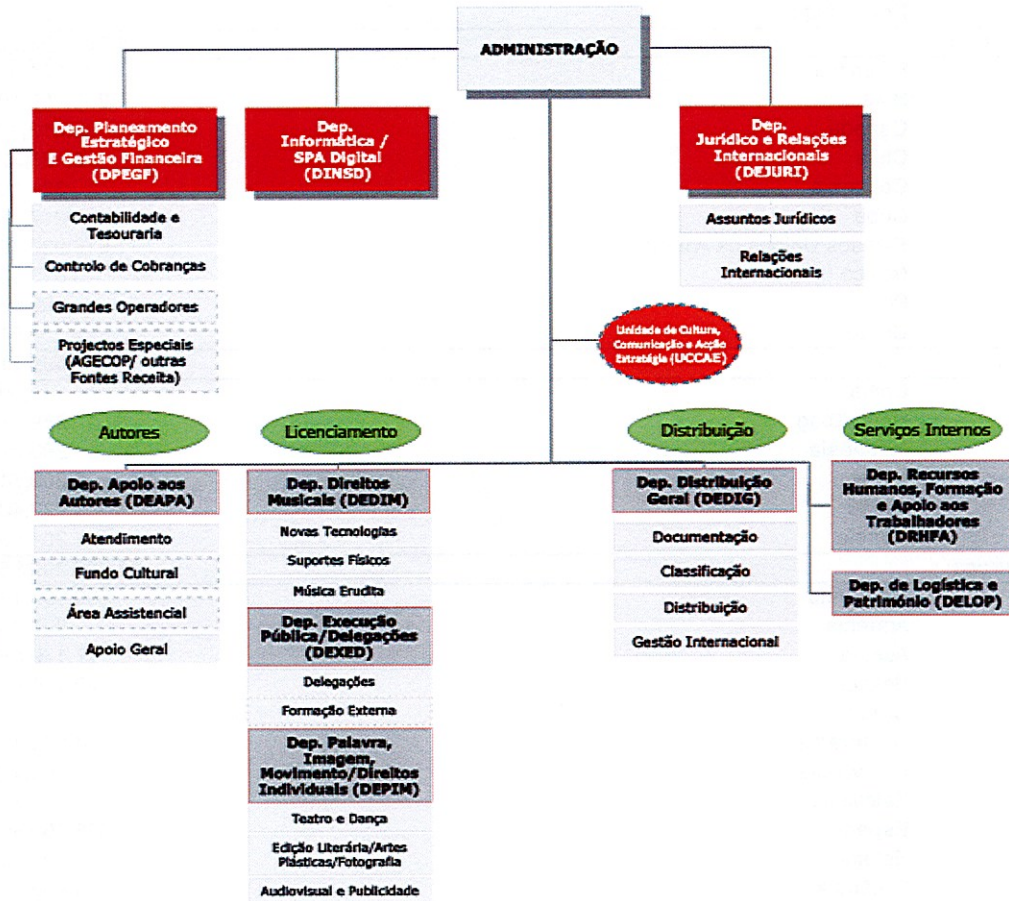 ADMINISTRAÇÃO
Dep. Planeamento
Estratégico
E Gestão Financeira
(DPEGF)
Contabilidade e
Tesouraria
Controlo de Cobranças
Grandes Operadores
Projectos Especiais
(AGECOP/ outras
Fontes Receita)
Dep.
Informática /
SPA Digital
(DINSD)
Dep.
Jurídico e Relações
Internacionais
(DEJURI)
Assuntos Jurídicos
Relações
Internacionais
Unidade de Cultura,
Comunicação e Acção
Estratégia (UCCAE)
Autores
Dep. Apoio aos
Autores (DEAPA)
Atendimento
Fundo Cultural
Área Assistencial
Apoio Geral
Licenciamento
Dep. Direitos
Musicais (DEDIM)
Novas Tecnologias
Suportes Físicos
Música Erudita
Dep. Execução
Pública/Delegações
(DEXED)
Delegações
Formação Externa
Dep. Palavra,
Imagem,
Movimento/Direitos
Individuais (DEPIM)
Teatro e Dança
Edição Literária/Artes
Plásticas/Fotografia
Audiovisual e Publicidade
Distribuição
Dep. Distribuição
Geral (DEDIG)
Documentação
Classificação
Distribuição
Gestão Internacional
Serviços Internos
Dep. Recursos
Humanos, Formação
e Apoio aos
Trabalhadores
(DRHFA)
Dep. de Logística e
Património (DELOP)